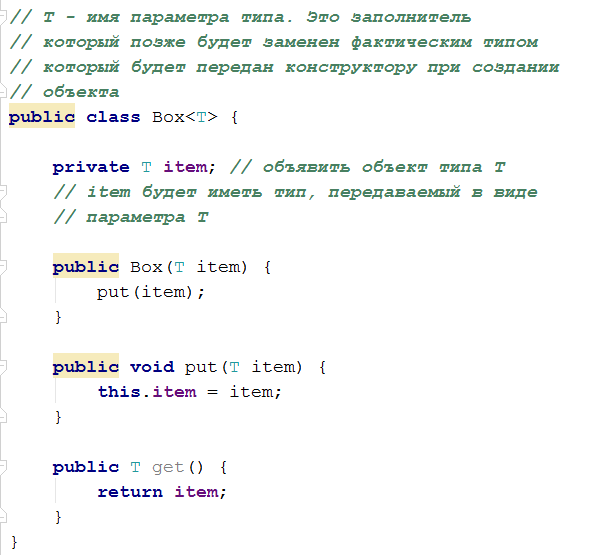 // T - имя параметра типа. Это заполнитель
// который позже будет заменен фактическим типом
// который будет передан конструктору при создании
// объекта
public class Box<T> {
private T item; // объявить объект типа T
// item будет иметь тип, передаваемый в виде
// параметра T
public Box(T item) {
put(item);
}
public void put(T item) {
this.item = item;
}
public T get() {
return item;
}
}